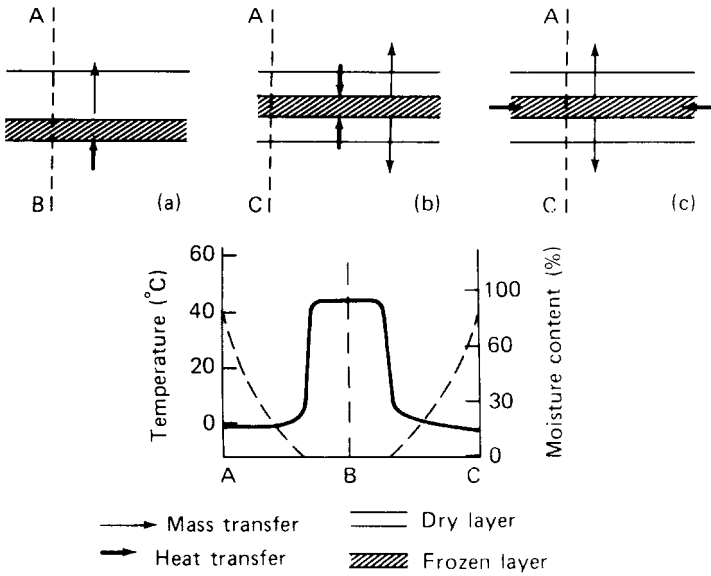 A A A
B (a) C (b) C (c)
Temperature (°C)
60
40
20
0
100
60
30
0
Moisture content (%)
A B C
Mass transfer
Dry layer
Heat transfer
Frozen layer